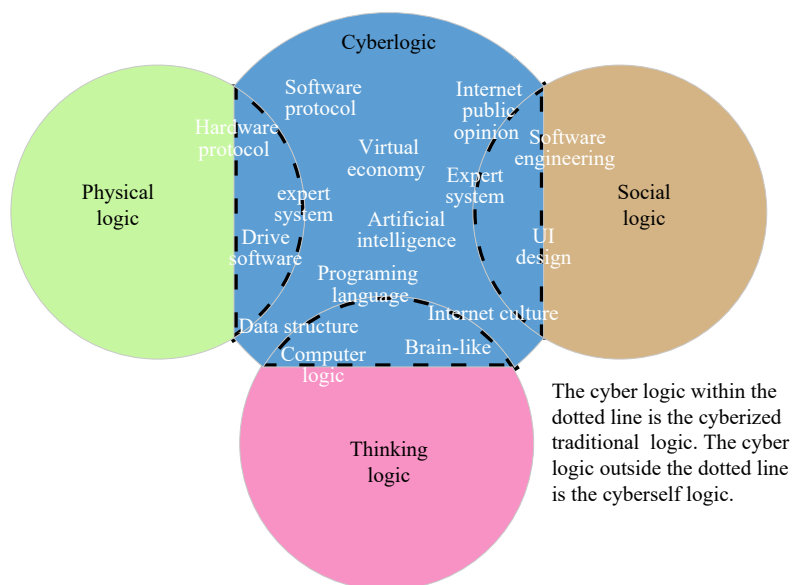 Cyberlogic
Software
protocol
Internet
public
opinion
Hardware
protocol
Virtual
economy
Software
engineering
Physical
logic
expert
system
Expert
system
Social
logic
Artificial
intelligence
Drive
software
UI
design
Programing
language
Data structure
Internet culture
Computer
logic
Brain-like
Thinking
logic
The cyber logic within the
dotted line is the cyberized
traditional logic. The cyber
logic outside the dotted line
is the cyberself logic.